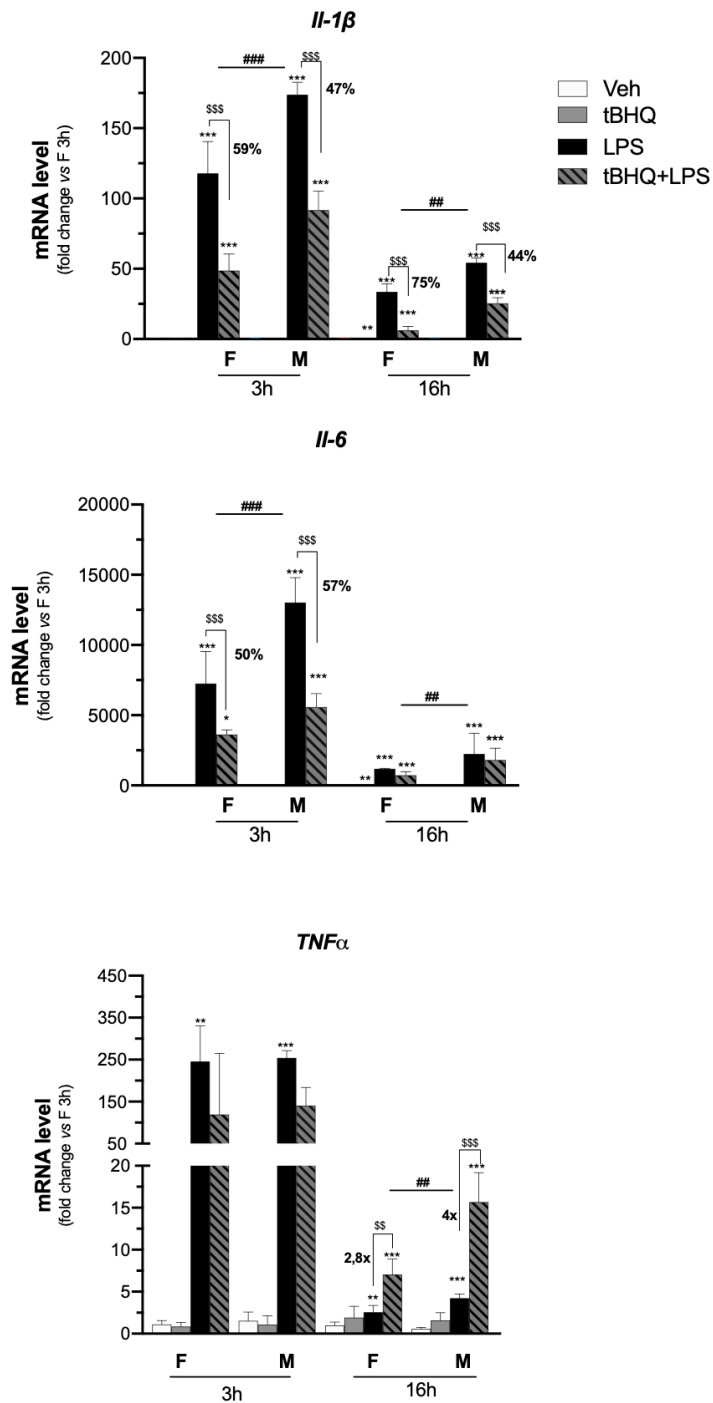 Il-1β
mRNA level
(fold change vs F 3h)
200
150
100
50
0
***
$$$
59%
***
###
***
$$$
47%
***
**
***
$$$
75%
***
##
***
$$$
44%
***
F
M
F
M
3h
16h
Veh
tBHQ
LPS
tBHQ+LPS
Il-6
mRNA level
(fold change vs F 3h)
20000
15000
10000
5000
0
***
$$$
50%
*
###
***
$$$
57%
***
**
***
***
##
***
***
F
M
F
M
3h
16h
TNFα
mRNA level
(fold change vs F 3h)
450
350
250
150
50
20
15
10
5
0
**
***
2,8x
$$
**
***
##
4x
$$$
***
***
F
M
F
M
3h
16h